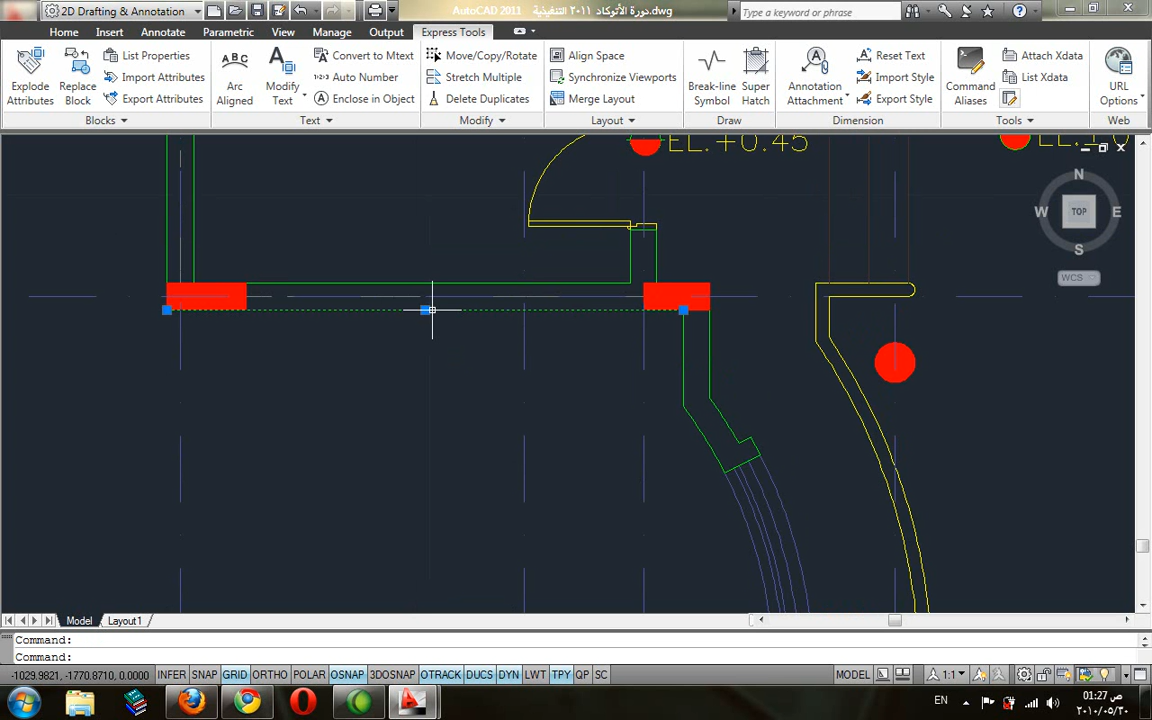 2D Drafting & Annotation
AutoCAD 2011 دورة الأتوكاد ٢٠١١ التنفيذية.dwg
Type a keyword or phrase
Home Insert Annotate Parametric View Manage Output Express Tools
Explode Attributes
Replace Block
List Properties
Import Attributes
Export Attributes
Blocks
Arc Aligned
Modify Text
Convert to Mtext
Auto Number
Enclose in Object
Text
Move/Copy/Rotate
Stretch Multiple
Delete Duplicates
Modify
Align Space
Synchronize Viewports
Merge Layout
Layout
Break-line Symbol
Super Hatch
Draw
Annotation Attachment
Reset Text
Import Style
Export Style
Dimension
Command Aliases
Attach Xdata
List Xdata
Tools
URL Options
Web
EL.+0.45
N
W TOP E
S
WCS
Model Layout1
Command:
Command:
-1029.9821, -1770.8710, 0.0000 INFER SNAP GRID ORTHO POLAR OSNAP 3DOSNAP OTRACK DUCS DYN LWT TPY QP SC MODEL 1:1
EN
01:27 ص
٢٠١٠/٠٥/٢٠